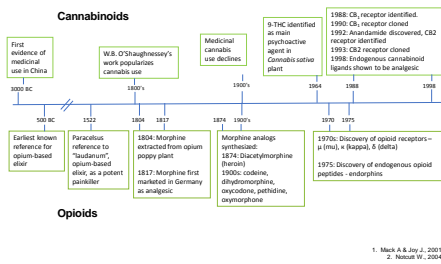 Cannabinoids
First
evidence of
medicinal
use in China
W.B. O'Shaughnessey's
work popularizes
cannabis use
Medicinal
cannabis
use declines
9-THC identified
as main
psychoactive
agent in
Cannabis sativa
plant
1988: CB₁ receptor identified.
1990: CB₁ receptor cloned
1992: Anandamide discovered, CB2
receptor identified
1993: CB2 receptor cloned
1998: Endogenous cannabinoid
ligands shown to be analgesic
3000 BC
1800's
1900's
1964
1988
1998
500 BC
1522
1804
1817
1874
1900's
1970
1975
Earliest known
reference for
opium-based
elixir
Paracelsus
reference to
"laudanum",
opium-based
elixir, as a potent
painkiller
1804: Morphine
extracted from opium
poppy plant
1817: Morphine first
marketed in Germany
as analgesic
Morphine analogs
synthesized:
1874: Diacetylmorphine
(heroin)
1900s: codeine,
dihydromorphine,
oxycodone, pethidine,
oxymorphone
1970s: Discovery of opioid receptors –
μ (mu), κ (kappa), δ (delta)
1975: Discovery of endogenous opioid
peptides - endorphins
Opioids
1. Mack A & Joy J., 2001
2. Notcutt W., 2004